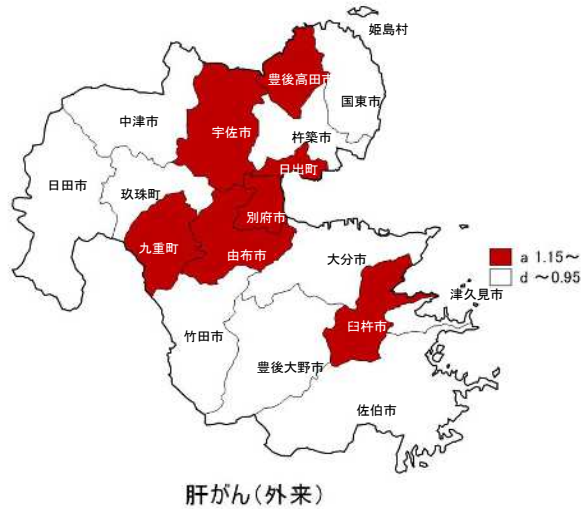 姫島村
豊後高田市
国東市
中津市
宇佐市
杵築市
日出町
日田市
玖珠町
別府市
九重町
由布市
大分市
a 1.15～
d ～0.95
津久見市
臼杵市
竹田市
豊後大野市
佐伯市
肝がん(外来)